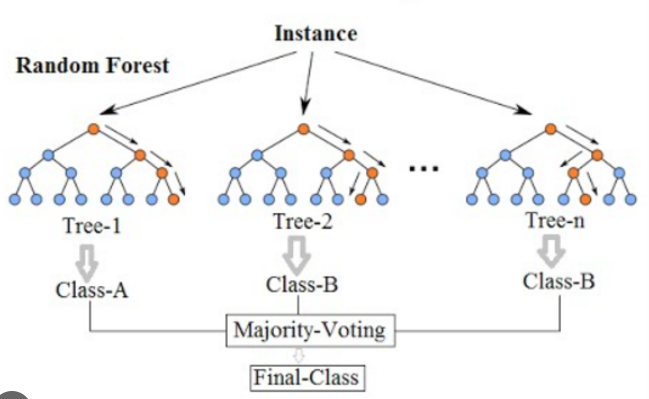 Instance
Random Forest
...
Tree-1
Tree-2
Tree-n
Class-A
Class-B
Class-B
Majority-Voting
Final-Class